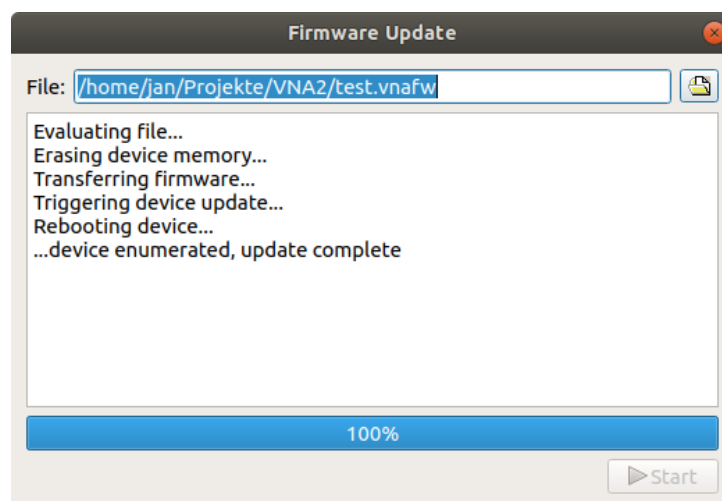 Firmware Update
File: /home/jan/Projekte/VNA2/test.vnafw
Evaluating file...
Erasing device memory...
Transferring firmware...
Triggering device update...
Rebooting device...
...device enumerated, update complete
100%
Start